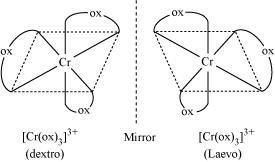 ox ox
ox Cr Cr ox
ox ox
[Cr(ox)₃]³⁺ Mirror [Cr(ox)₃]³⁺
(dextro) (Laevo)